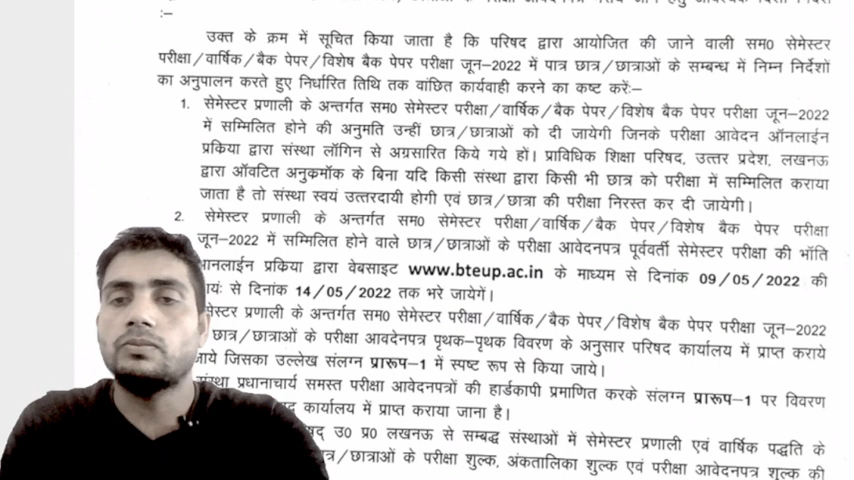 :–
उक्त के क्रम में सूचित किया जाता है कि परिषद द्वारा आयोजित की जाने वाली सम0 सेमेस्टर
परीक्षा/वार्षिक/बैक पेपर/विशेष बैक पेपर परीक्षा जून–2022 में पात्र छात्र/छात्राओं के सम्बन्ध में निम्न निर्देशों
का अनुपालन करते हुए निर्धारित तिथि तक वांछित कार्यवाही करने का कष्ट करेंः–
1. सेमेस्टर प्रणाली के अन्तर्गत सम0 सेमेस्टर परीक्षा/वार्षिक/बैक पेपर/विशेष बैक पेपर परीक्षा जून–2022
में सम्मिलित होने की अनुमति उन्हीं छात्र/छात्राओं को दी जायेगी जिनके परीक्षा आवेदन ऑनलाईन
प्रकिया द्वारा संस्था लॉगिन से अग्रसारित किये गये हों। प्राविधिक शिक्षा परिषद, उत्तर प्रदेश, लखनऊ
द्वारा ऑवटित अनुकमॉक के बिना यदि किसी संस्था द्वारा किसी भी छात्र को परीक्षा में सम्मिलित कराया
जाता है तो संस्था स्वयं उत्तरदायी होगी एवं छात्र/छात्रा की परीक्षा निरस्त कर दी जायेगी।
2. सेमेस्टर प्रणाली के अन्तर्गत सम0 सेमेस्टर परीक्षा/वार्षिक/बैक पेपर/विशेष बैक पेपर परीक्षा
जून–2022 में सम्मिलित होने वाले छात्र/छात्राओं के परीक्षा आवेदनपत्र पूर्ववर्ती सेमेस्टर परीक्षा की भॉति
प्रकिया द्वारा वेबसाइट www.bteup.ac.in के माध्यम से दिनांक 09/05/2022 की
से दिनांक 14/05/2022 तक भरे जायेगें।
प्रणाली के अन्तर्गत सम0 सेमेस्टर परीक्षा/वार्षिक/बैक पेपर/विशेष बैक पेपर परीक्षा जून–2022
छात्र/छात्राओं के परीक्षा आवदेनपत्र पृथक–पृथक विवरण के अनुसार परिषद कार्यालय में प्राप्त कराये
जिसका उल्लेख संलग्न प्रारूप–1 में स्पष्ट रूप से किया जाये।
प्रधानाचार्य समस्त परीक्षा आवेदनपत्रों की हार्डकापी प्रमाणित करके संलग्न प्रारूप–1 पर विवरण
कार्यालय में प्राप्त कराया जाना है।
उ0 प्र0 लखनऊ से सम्बद्ध संस्थाओं में सेमेस्टर प्रणाली एवं वार्षिक पद्धति के
छात्राओं के परीक्षा शुल्क, अंकतालिका शुल्क एवं परीक्षा आवेदनपत्र शुल्क की